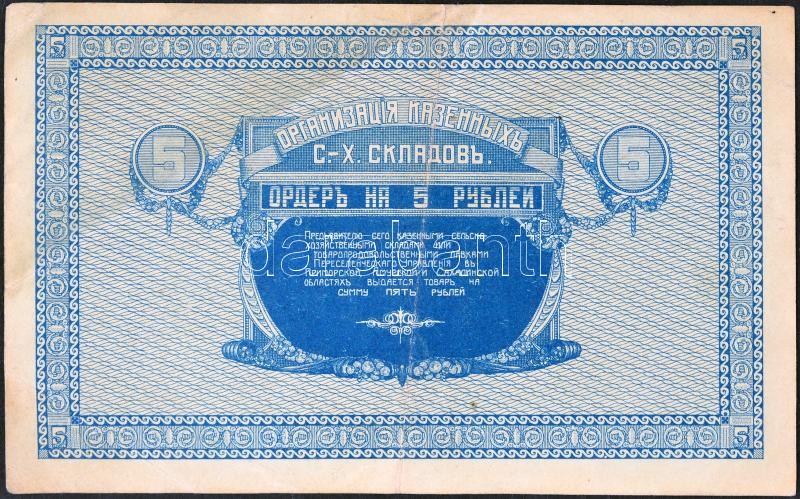 5 5
ОРГАНИЗАЦІЯ КАЗЕННЫХЪ
С.-Х. СКЛАДОВЪ.
5 5
ОРДЕРЪ НА 5 РУБЛЕЙ
Предъявителю сего казенными сельско-
хозяйственными складами или
товаропродовольственными лавками
Переселенческаго Управленія въ
Приморской Амурской и Сахалинской
областяхъ выдается товаръ на
сумму ПЯТЬ рублей
5 5